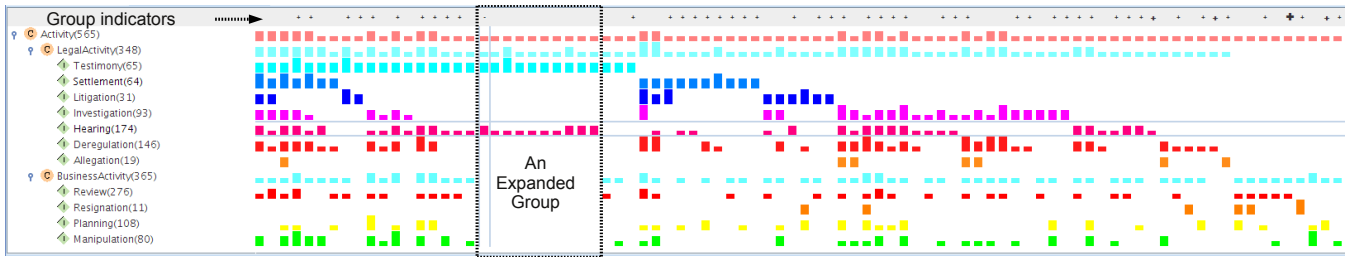 Group indicators
C Activity(565)
C LegalActivity(348)
I Testimony(65)
I Settlement(64)
I Litigation(31)
I Investigation(93)
I Hearing(174)
I Deregulation(146)
I Allegation(19)
C BusinessActivity(365)
I Review(276)
I Resignation(11)
I Planning(108)
I Manipulation(80)
An
Expanded
Group